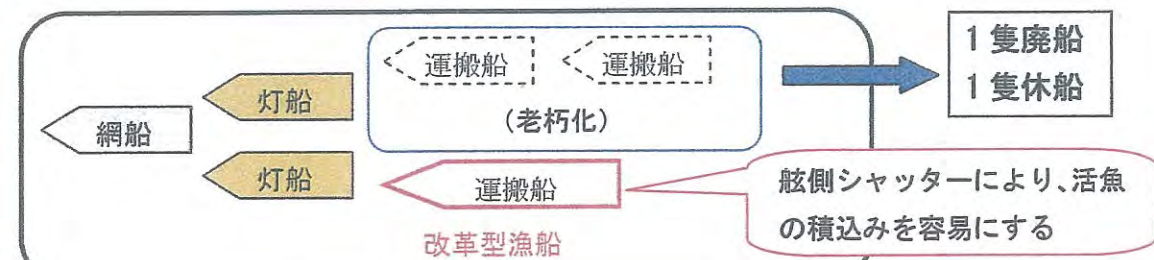 運搬船
運搬船
(老朽化)
1隻廃船
1隻休船
灯船
網船
灯船
運搬船
改革型漁船
舷側シャッターにより、活魚
の積込みを容易にする